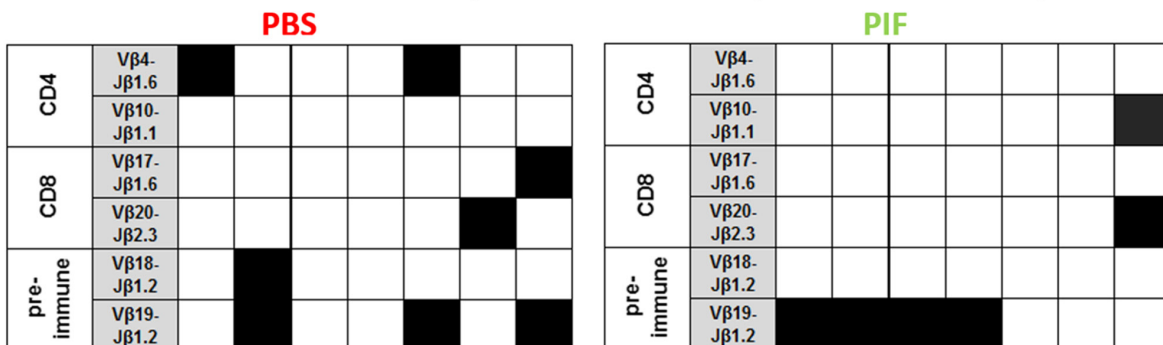 PBS
CD4
Vβ4-
Jβ1.6
Vβ10-
Jβ1.1
CD8
Vβ17-
Jβ1.6
Vβ20-
Jβ2.3
pre-
immune
Vβ18-
Jβ1.2
Vβ19-
Jβ1.2
PIF
CD4
Vβ4-
Jβ1.6
Vβ10-
Jβ1.1
CD8
Vβ17-
Jβ1.6
Vβ20-
Jβ2.3
pre-
immune
Vβ18-
Jβ1.2
Vβ19-
Jβ1.2